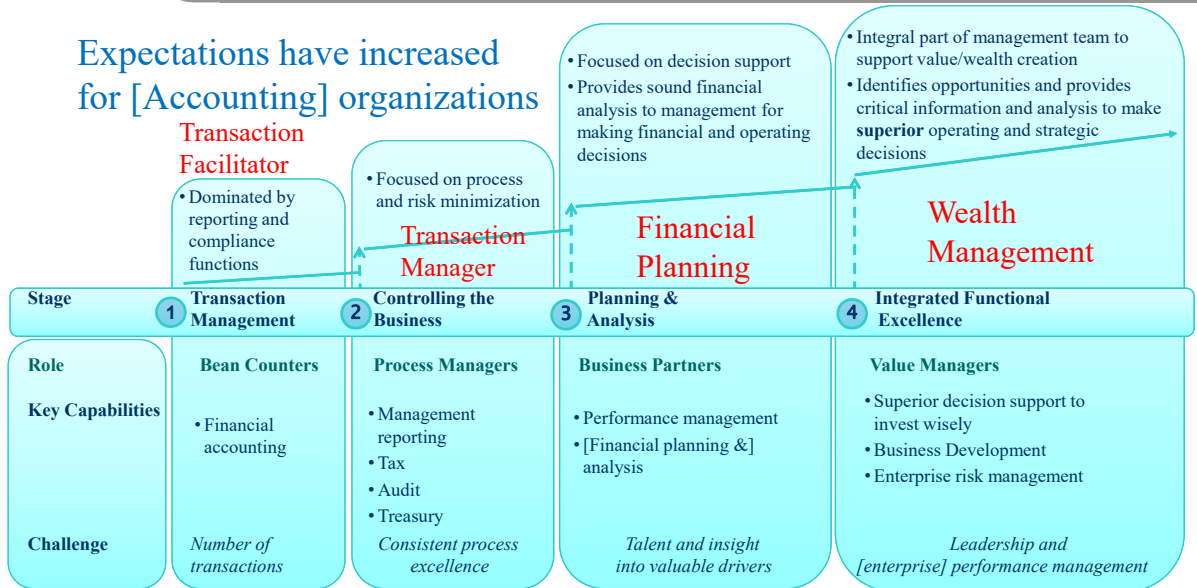 Expectations have increased
for [Accounting] organizations
Transaction
Facilitator
• Dominated by
reporting and
compliance
functions
• Focused on process
and risk minimization
Transaction
Manager
• Focused on decision support
• Provides sound financial
analysis to management for
making financial and operating
decisions
Financial
Planning
• Integral part of management team to
support value/wealth creation
• Identifies opportunities and provides
critical information and analysis to make
superior operating and strategic
decisions
Wealth
Management
Stage
1 Transaction
Management
2 Controlling the
Business
3 Planning &
Analysis
4 Integrated Functional
Excellence
Role
Bean Counters
Process Managers
Business Partners
Value Managers
Key Capabilities
• Financial
accounting
• Management
reporting
• Tax
• Audit
• Treasury
• Performance management
• [Financial planning &]
analysis
• Superior decision support to
invest wisely
• Business Development
• Enterprise risk management
Challenge
Number of
transactions
Consistent process
excellence
Talent and insight
into valuable drivers
Leadership and
[enterprise] performance management